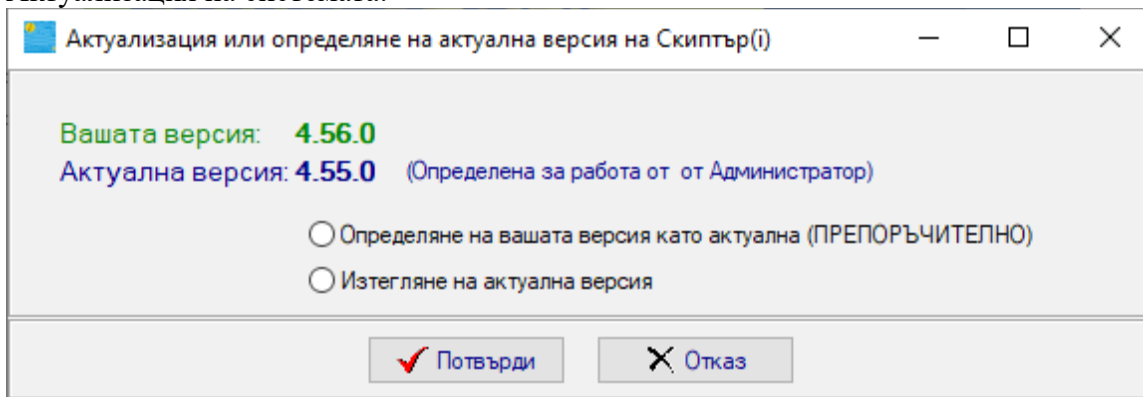 Актуализация или определяне на актуална версия на Скиптър(i)
Вашата версия: 4.56.0
Актуална версия: 4.55.0 (Определена за работа от от Администратор)
Определяне на вашата версия като актуална (ПРЕПОРЪЧИТЕЛНО)
Изтегляне на актуална версия
Потвърди Отказ